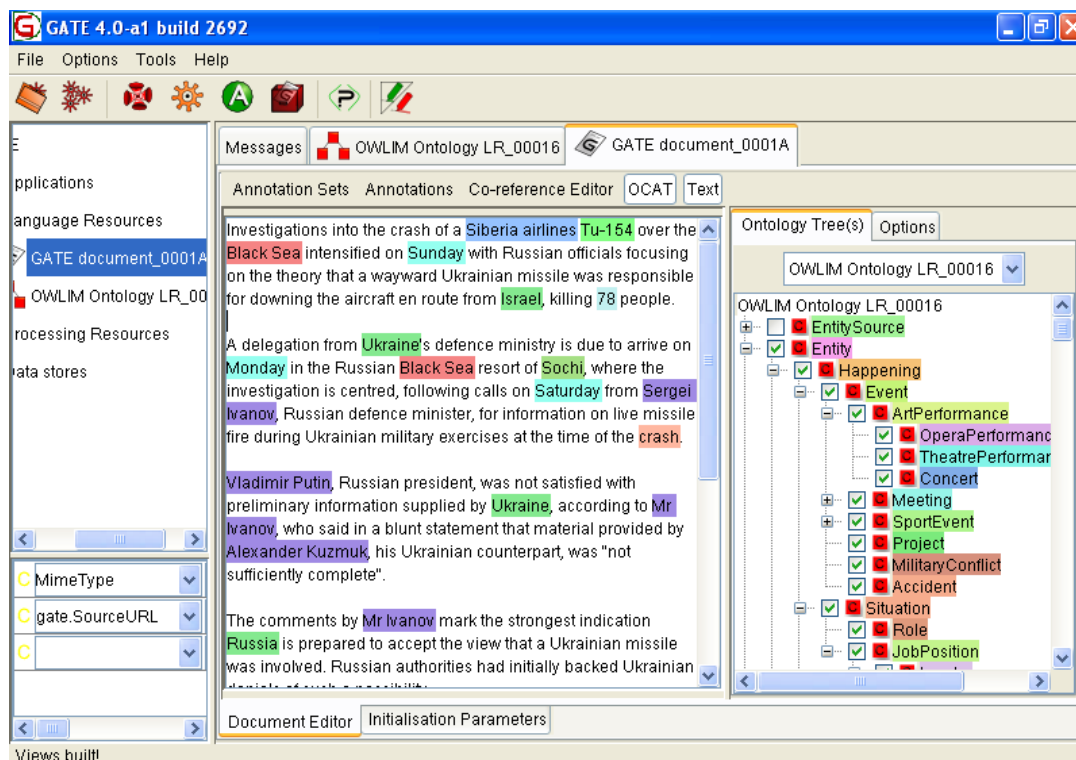 GATE 4.0-a1 build 2692
File Options Tools Help
Messages
OWLIM Ontology LR_00016
GATE document_0001A
E
pplications
anguage Resources
GATE document_0001A
OWLIM Ontology LR_00
rocessing Resources
ata stores
MimeType
gate.SourceURL
Annotation Sets Annotations Co-reference Editor OCAT Text
Investigations into the crash of a Siberia airlines Tu-154 over the
Black Sea intensified on Sunday with Russian officials focusing
on the theory that a wayward Ukrainian missile was responsible
for downing the aircraft en route from Israel, killing 78 people.
A delegation from Ukraine's defence ministry is due to arrive on
Monday in the Russian Black Sea resort of Sochi, where the
investigation is centred, following calls on Saturday from Sergei
Ivanov, Russian defence minister, for information on live missile
fire during Ukrainian military exercises at the time of the crash.
Vladimir Putin, Russian president, was not satisfied with
preliminary information supplied by Ukraine, according to Mr
Ivanov, who said in a blunt statement that material provided by
Alexander Kuzmuk, his Ukrainian counterpart, was "not
sufficiently complete".
The comments by Mr Ivanov mark the strongest indication
Russia is prepared to accept the view that a Ukrainian missile
was involved. Russian authorities had initially backed Ukrainian
Ontology Tree(s) Options
OWLIM Ontology LR_00016
OWLIM Ontology LR_00016
C EntitySource
C Entity
C Happening
C Event
C ArtPerformance
C OperaPerformanc
C TheatrePerformar
C Concert
C Meeting
C SportEvent
C Project
C MilitaryConflict
C Accident
C Situation
C Role
C JobPosition
Document Editor Initialisation Parameters
Views built!